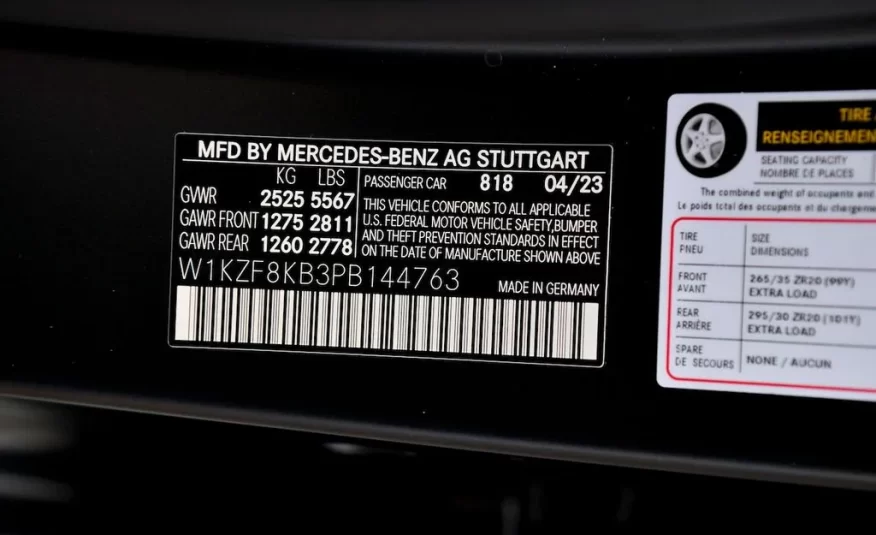 MFD BY MERCEDES-BENZ AG STUTTGART
KG LBS
GVWR 2525 5567
GAWR FRONT 1275 2811
GAWR REAR 1260 2778
PASSENGER CAR 818 04/23
THIS VEHICLE CONFORMS TO ALL APPLICABLE
U.S. FEDERAL MOTOR VEHICLE SAFETY,BUMPER
AND THEFT PREVENTION STANDARDS IN EFFECT
ON THE DATE OF MANUFACTURE SHOWN ABOVE
W1KZF8KB3PB144763
MADE IN GERMANY
TIRE
RENSEIGNEMEN
SEATING CAPACITY
NOMBRE DE PLACES
The combined weight of occupants and
Le poids total des occupants et du chargeme
TIRE
PNEU
SIZE
DIMENSIONS
FRONT
AVANT
265/35 ZR20 (99Y)
EXTRA LOAD
REAR
ARRIÈRE
295/30 ZR20 (101Y)
EXTRA LOAD
SPARE
DE SECOURS
NONE / AUCUN